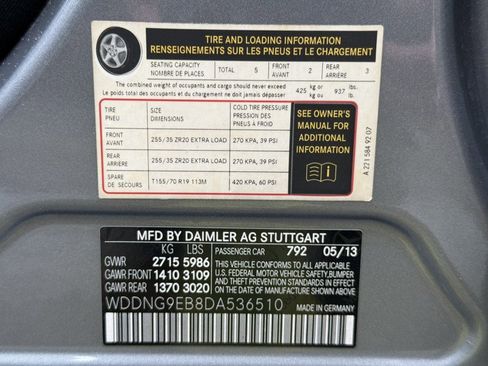 TIRE AND LOADING INFORMATION
RENSEIGNEMENTS SUR LES PNEUS ET LE CHARGEMENT
SEATING CAPACITY
NOMBRE DE PLACES
TOTAL 5
FRONT
AVANT
2
REAR
ARRIÈRE
3
The combined weight of occupants and cargo should never exceed
Le poids total des occupants et du chargement ne doit jamais dépasser
425 kg or
kg ou
937 lbs.
lb.
TIRE
PNEU
SIZE
DIMENSIONS
COLD TIRE PRESSURE
PRESSION DES
PNEUS À FROID
FRONT
AVANT
255/35 ZR20 EXTRA LOAD
270 KPA, 39 PSI
REAR
ARRIÈRE
255/35 ZR20 EXTRA LOAD
270 KPA, 39 PSI
SPARE
DE SECOURS
T155/70 R19 113M
420 KPA, 60 PSI
SEE OWNER'S
MANUAL FOR
ADDITIONAL
INFORMATION
A 221 584 92 07
MFD BY DAIMLER AG STUTTGART
KG LBS
GVWR 2715 5986
GAWR FRONT 1410 3109
GAWR REAR 1370 3020
PASSENGER CAR 792 05/13
THIS VEHICLE CONFORMS TO ALL APPLICABLE
U.S. FEDERAL MOTOR VEHICLE SAFETY, BUMPER,
AND THEFT PREVENTION STANDARDS IN EFFECT
ON THE DATE OF MANUFACTURE SHOWN ABOVE.
WDDNG9EB8DA536510
MADE IN GERMANY